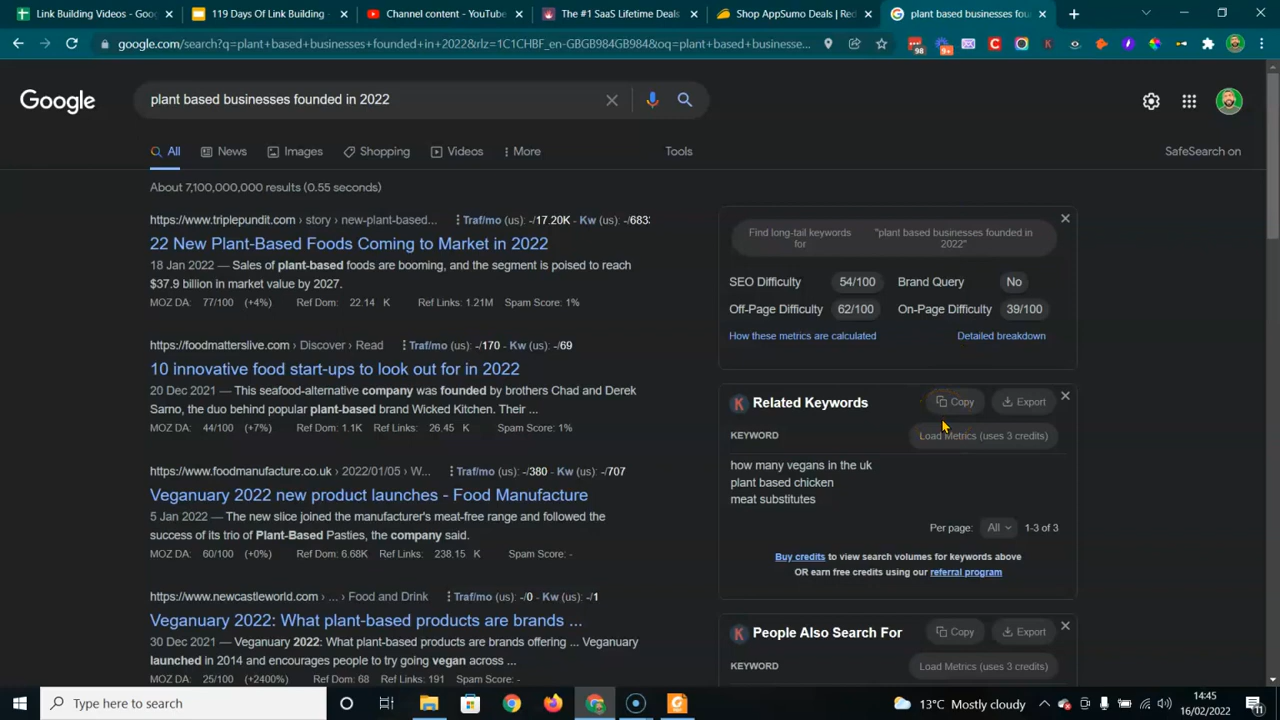 Link Building Videos - Goo
119 Days Of Link Building -
Channel content - YouTube
The #1 SaaS Lifetime Deals |
Shop AppSumo Deals | Red
plant based businesses fou
google.com/search?q=plant+based+businesses+founded+in+2022&rlz=1C1CHBF_en-GBGB984GB984&oq=plant+based+businesse...
98
9+
Google
plant based businesses founded in 2022
All
News
Images
Shopping
Videos
More
Tools
SafeSearch on
About 7,100,000,000 results (0.55 seconds)
https://www.triplepundit.com › story › new-plant-based...
Traf/mo (us): -/17.20K - Kw (us): -/683
22 New Plant-Based Foods Coming to Market in 2022
18 Jan 2022 — Sales of plant-based foods are booming, and the segment is poised to reach
$37.9 billion in market value by 2027.
MOZ DA: 77/100 (+4%) Ref Dom: 22.14 K Ref Links: 1.21M Spam Score: 1%
https://foodmatterslive.com › Discover › Read
Traf/mo (us): -/170 - Kw (us): -/69
10 innovative food start-ups to look out for in 2022
20 Dec 2021 — This seafood-alternative company was founded by brothers Chad and Derek
Sarno, the duo behind popular plant-based brand Wicked Kitchen. Their ...
MOZ DA: 44/100 (+7%) Ref Dom: 1.1K Ref Links: 26.45 K Spam Score: 1%
https://www.foodmanufacture.co.uk › 2022/01/05 › W...
Traf/mo (us): -/380 - Kw (us): -/707
Veganuary 2022 new product launches - Food Manufacture
5 Jan 2022 — The new slice joined the manufacturer's meat-free range and followed the
success of its trio of Plant-Based Pasties, the company said.
MOZ DA: 60/100 (+0%) Ref Dom: 6.68K Ref Links: 238.15 K Spam Score: -
https://www.newcastleworld.com › ... › Food and Drink
Traf/mo (us): -/0 - Kw (us): -/1
Veganuary 2022: What plant-based products are brands ...
30 Dec 2021 — Veganuary 2022: What plant-based products are brands offering ... Veganuary
launched in 2014 and encourages people to try going vegan across ...
MOZ DA: 25/100 (+2400%) Ref Dom: 68 Ref Links: 191 Spam Score: -
Find long-tail keywords for "plant based businesses founded in 2022"
SEO Difficulty 54/100 Brand Query No
Off-Page Difficulty 62/100 On-Page Difficulty 39/100
How these metrics are calculated
Detailed breakdown
K Related Keywords
Copy
Export
KEYWORD
Load Metrics (uses 3 credits)
how many vegans in the uk
plant based chicken
meat substitutes
Per page: All 1-3 of 3
Buy credits to view search volumes for keywords above
OR earn free credits using our referral program
K People Also Search For
Copy
Export
KEYWORD
Load Metrics (uses 3 credits)
Type here to search
13°C Mostly cloudy
14:45
16/02/2022
11